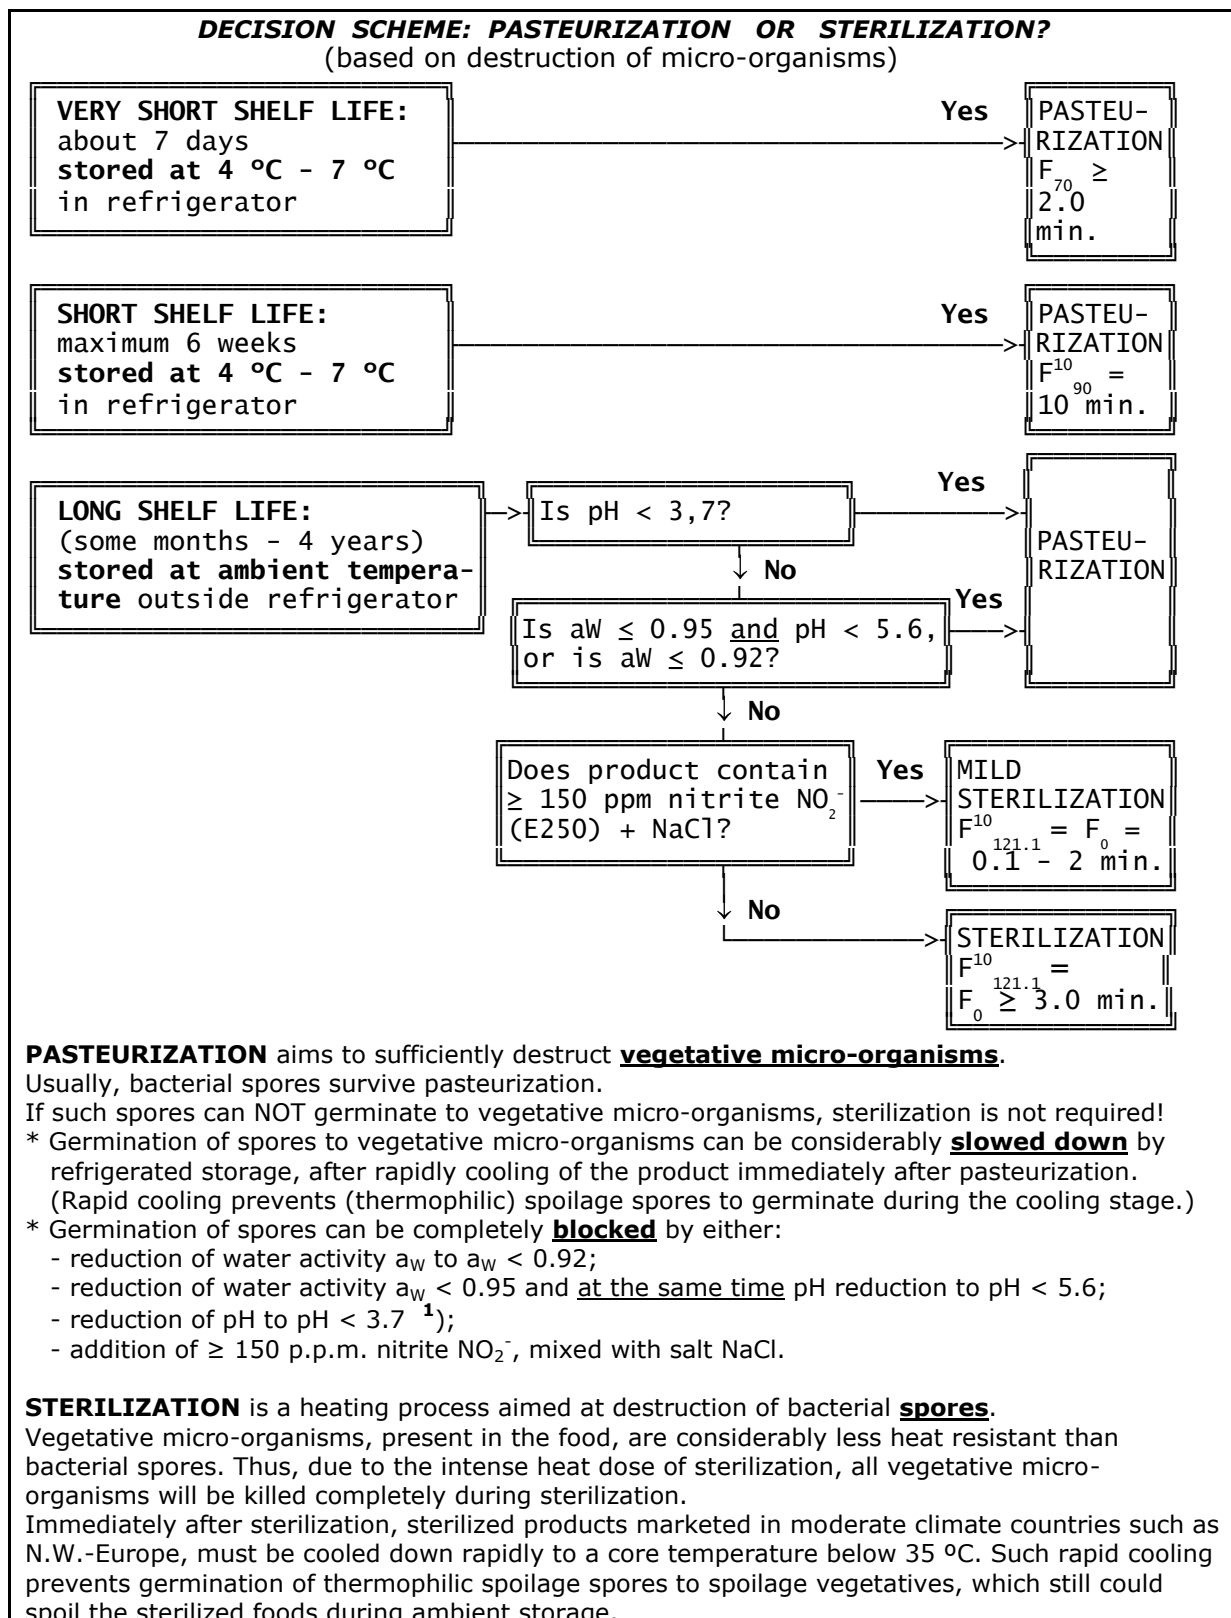 DECISION SCHEME: PASTEURIZATION OR STERILIZATION?
(based on destruction of micro-organisms)
VERY SHORT SHELF LIFE:
about 7 days
stored at 4 ºC - 7 ºC
in refrigerator
Yes
PASTEU-
RIZATION
F70 ≥
2.0
min.
SHORT SHELF LIFE:
maximum 6 weeks
stored at 4 ºC - 7 ºC
in refrigerator
Yes
PASTEU-
RIZATION
F¹⁰90 =
10 min.
LONG SHELF LIFE:
(some months - 4 years)
stored at ambient tempera-
ture outside refrigerator
Is pH < 3,7?
Yes
PASTEU-
RIZATION
No
Is aW ≤ 0.95 and pH < 5.6,
or is aW ≤ 0.92?
Yes
No
Does product contain
≥ 150 ppm nitrite NO₂⁻
(E250) + NaCl?
Yes
MILD
STERILIZATION
F¹⁰121.1 = F₀ =
0.1 - 2 min.
No
STERILIZATION
F¹⁰121.1 =
F₀ ≥ 3.0 min.
PASTEURIZATION aims to sufficiently destruct vegetative micro-organisms.
Usually, bacterial spores survive pasteurization.
If such spores can NOT germinate to vegetative micro-organisms, sterilization is not required!
* Germination of spores to vegetative micro-organisms can be considerably slowed down by
refrigerated storage, after rapidly cooling of the product immediately after pasteurization.
(Rapid cooling prevents (thermophilic) spoilage spores to germinate during the cooling stage.)
* Germination of spores can be completely blocked by either:
- reduction of water activity aW to aW < 0.92;
- reduction of water activity aW < 0.95 and at the same time pH reduction to pH < 5.6;
- reduction of pH to pH < 3.7 ¹);
- addition of ≥ 150 p.p.m. nitrite NO₂⁻, mixed with salt NaCl.
STERILIZATION is a heating process aimed at destruction of bacterial spores.
Vegetative micro-organisms, present in the food, are considerably less heat resistant than
bacterial spores. Thus, due to the intense heat dose of sterilization, all vegetative micro-
organisms will be killed completely during sterilization.
Immediately after sterilization, sterilized products marketed in moderate climate countries such as
N.W.-Europe, must be cooled down rapidly to a core temperature below 35 ºC. Such rapid cooling
prevents germination of thermophilic spoilage spores to spoilage vegetatives, which still could
spoil the sterilized foods during ambient storage.